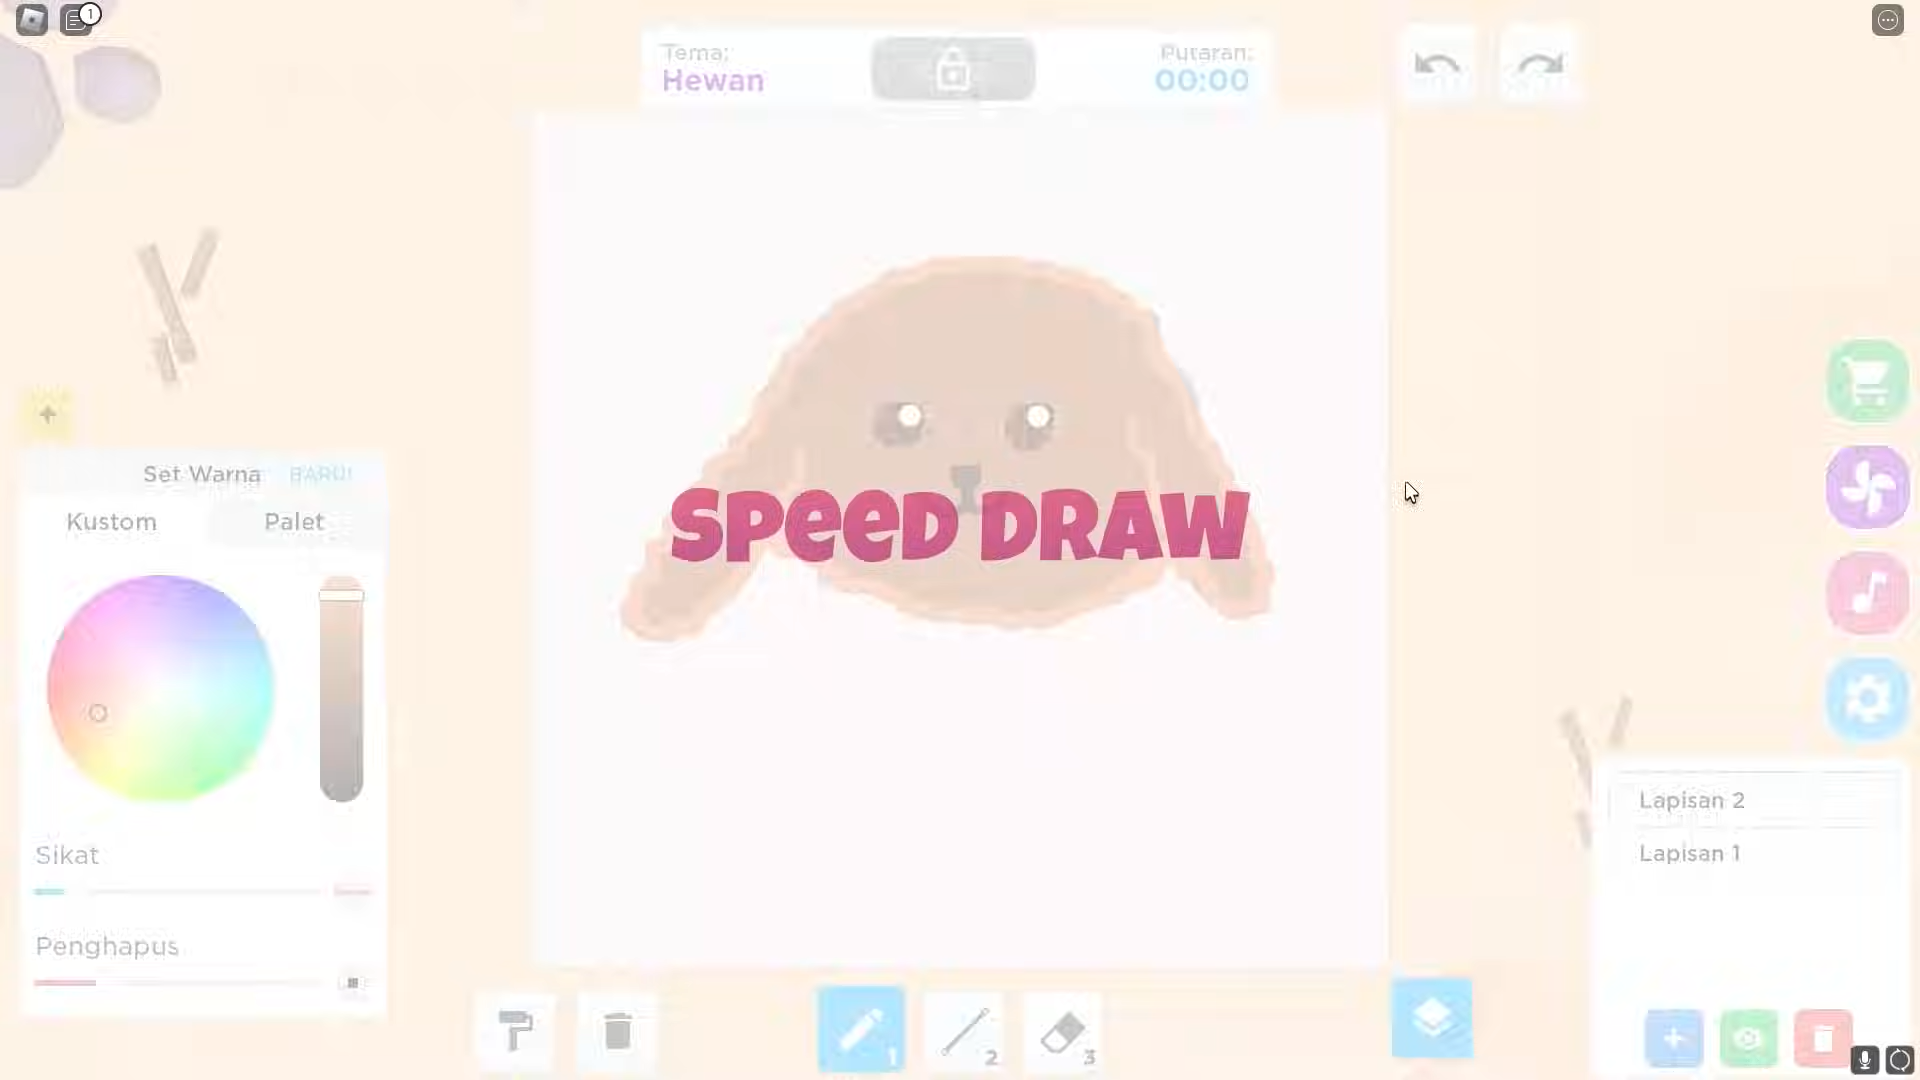 1
Tema:
Hewan
Putaran:
00:00
SPEED DRAW
Set Warna BARU!
Kustom Palet
Sikat
Penghapus
Lapisan 2
Lapisan 1
1 2 3